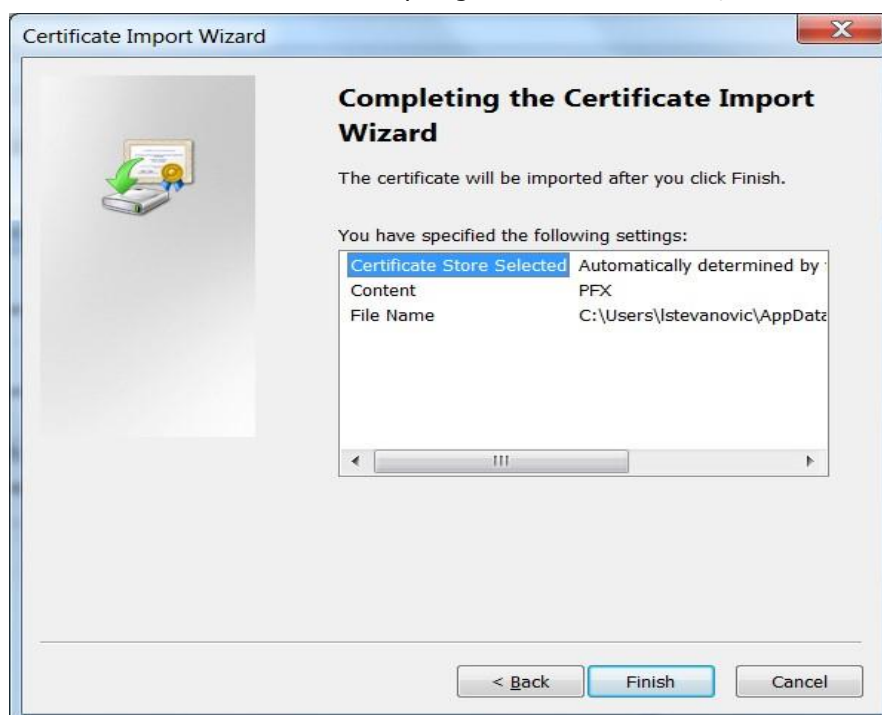 Certificate Import Wizard
Completing the Certificate Import
Wizard
The certificate will be imported after you click Finish.
You have specified the following settings:
Certificate Store Selected Automatically determined by
Content PFX
File Name C:\Users\lstevanovic\AppData
< Back Finish Cancel